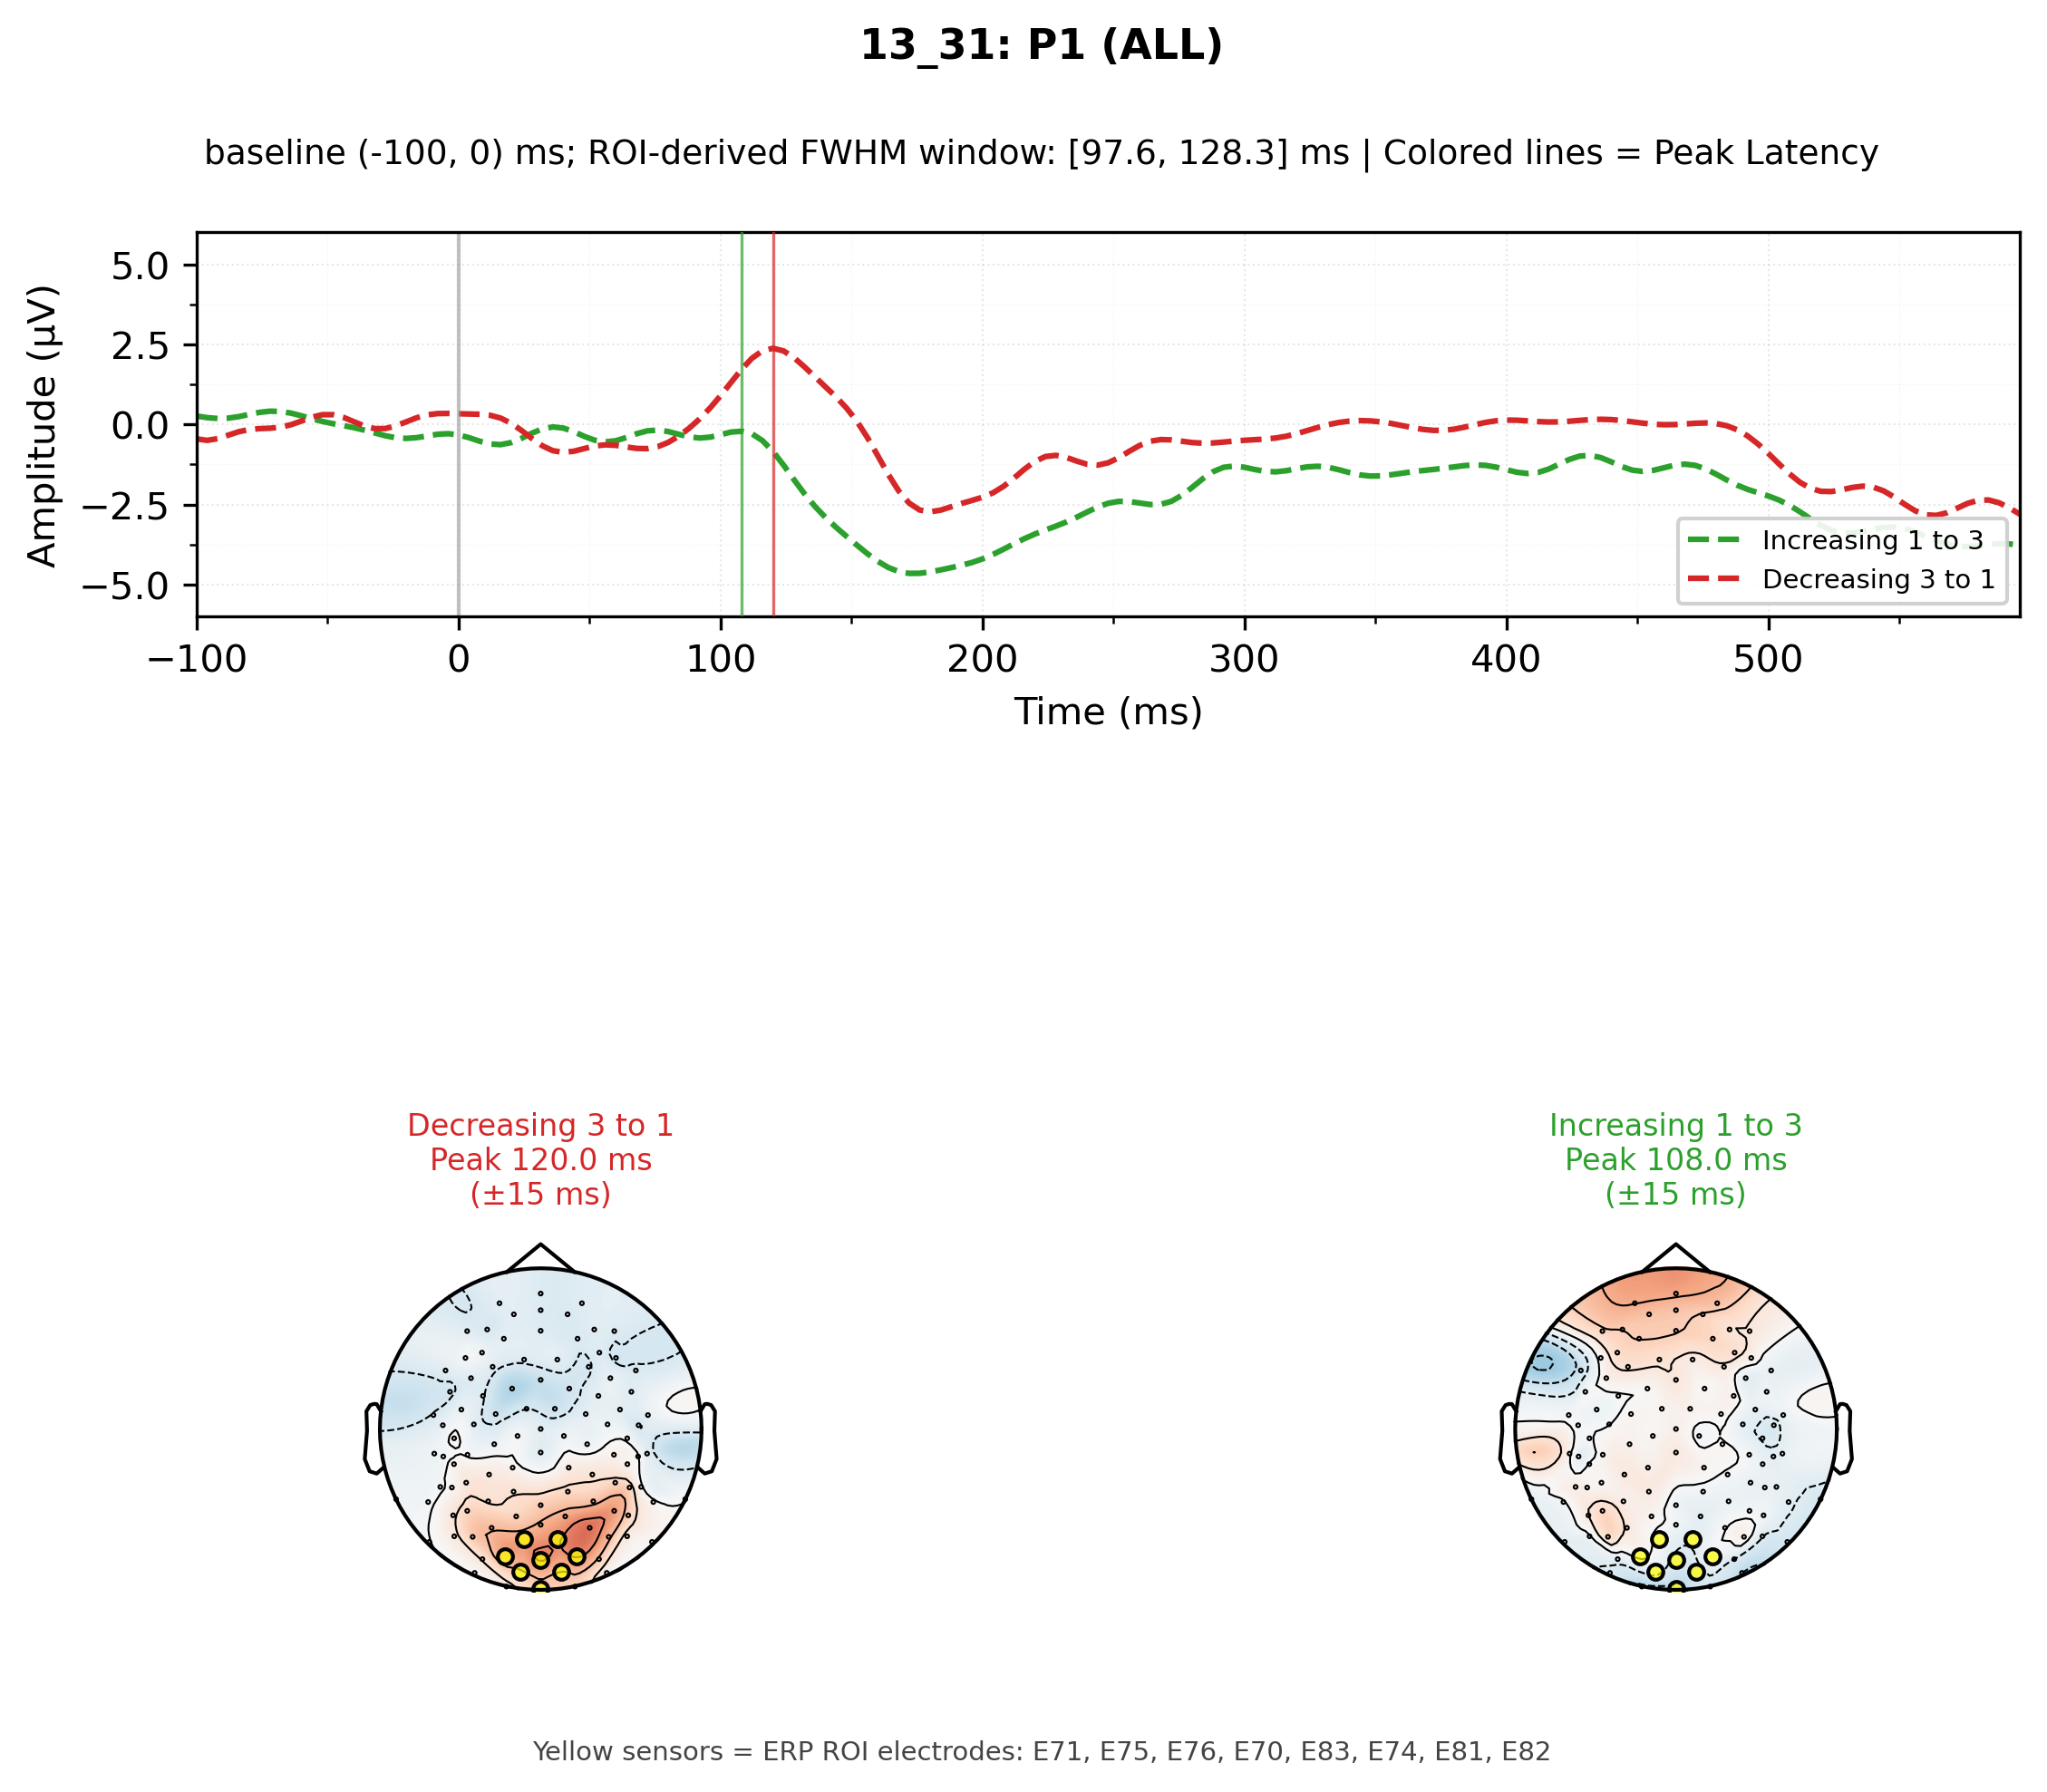 13_31: P1 (ALL)
baseline (-100, 0) ms; ROI-derived FWHM window: [97.6, 128.3] ms | Colored lines = Peak Latency
Amplitude (µV)
5.0
2.5
0.0
−2.5
−5.0
Increasing 1 to 3
Decreasing 3 to 1
−100
0
100
200
300
400
500
Time (ms)
Decreasing 3 to 1
Peak 120.0 ms
(±15 ms)
Increasing 1 to 3
Peak 108.0 ms
(±15 ms)
Yellow sensors = ERP ROI electrodes: E71, E75, E76, E70, E83, E74, E81, E82